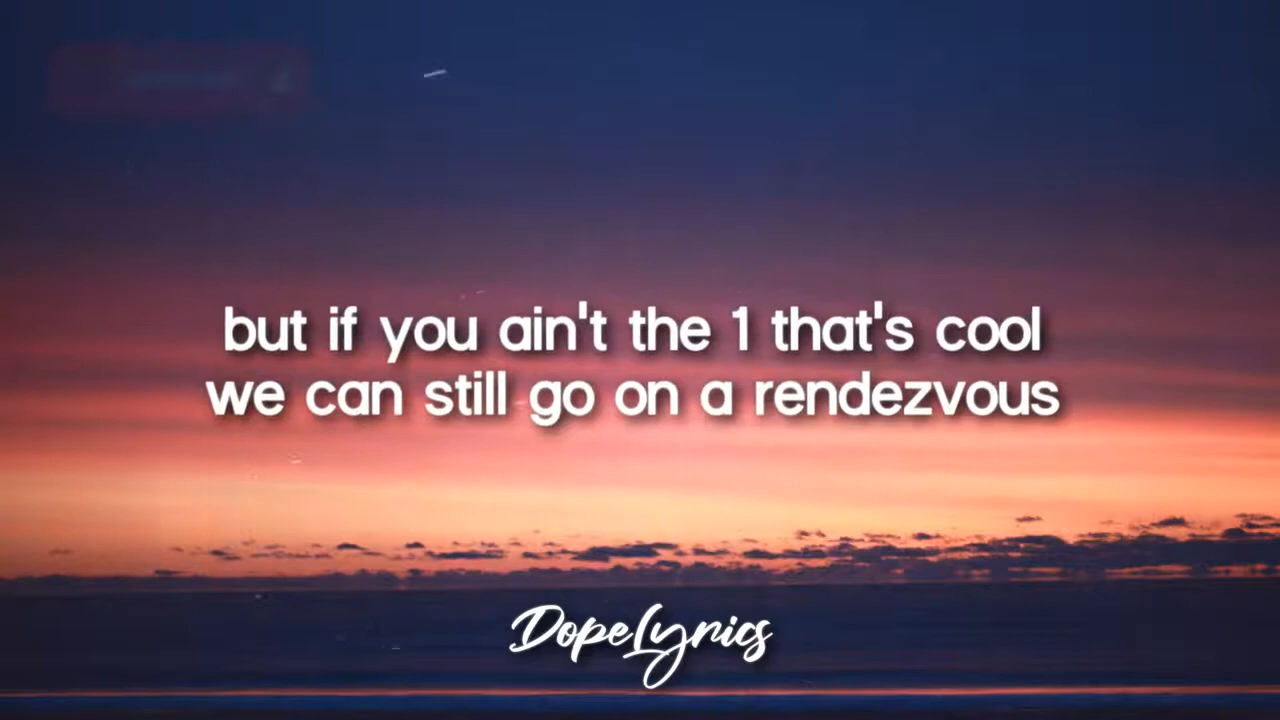 but if you ain't the 1 that's cool
we can still go on a rendezvous
DopeLyrics